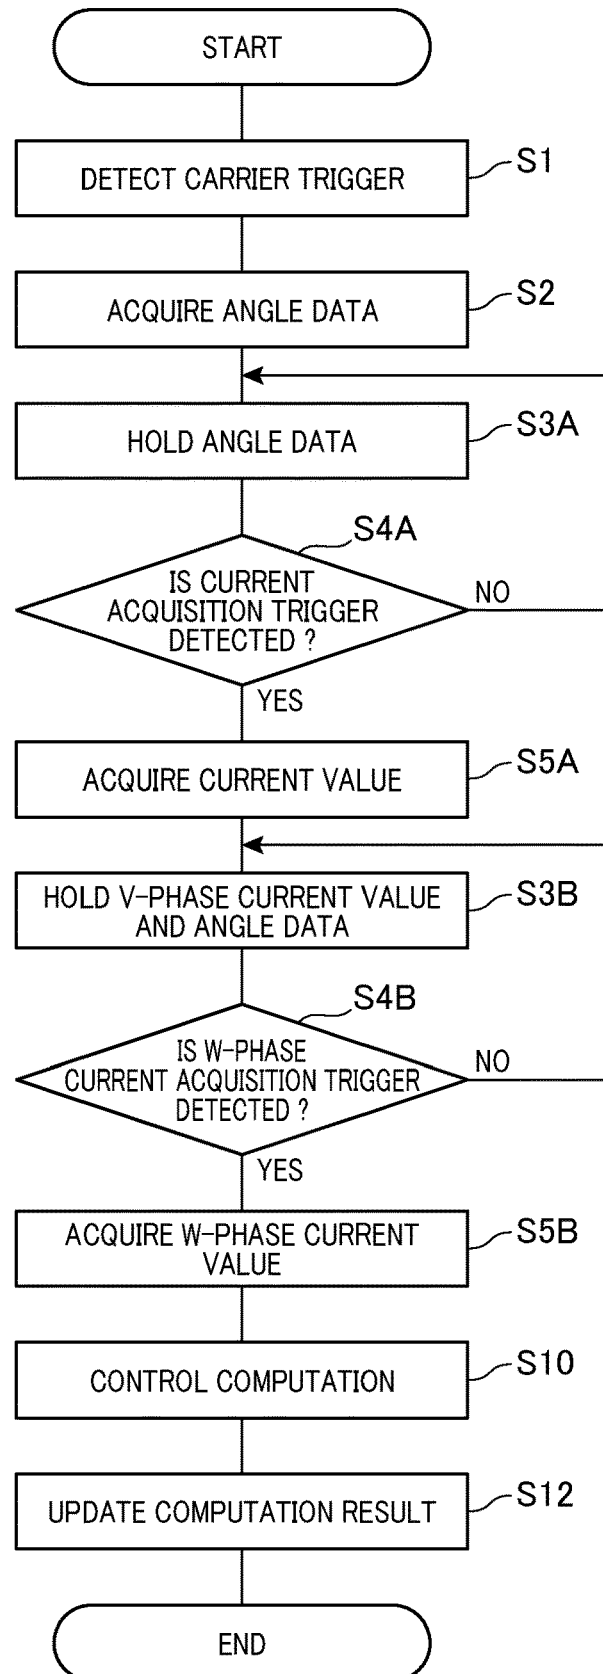 START
DETECT CARRIER TRIGGER
S1
ACQUIRE ANGLE DATA
S2
HOLD ANGLE DATA
S3A
S4A
IS CURRENT
ACQUISITION TRIGGER
DETECTED ?
NO
YES
ACQUIRE CURRENT VALUE
S5A
HOLD V-PHASE CURRENT VALUE
AND ANGLE DATA
S3B
S4B
IS W-PHASE
CURRENT ACQUISITION TRIGGER
DETECTED ?
NO
YES
ACQUIRE W-PHASE CURRENT
VALUE
S5B
CONTROL COMPUTATION
S10
UPDATE COMPUTATION RESULT
S12
END